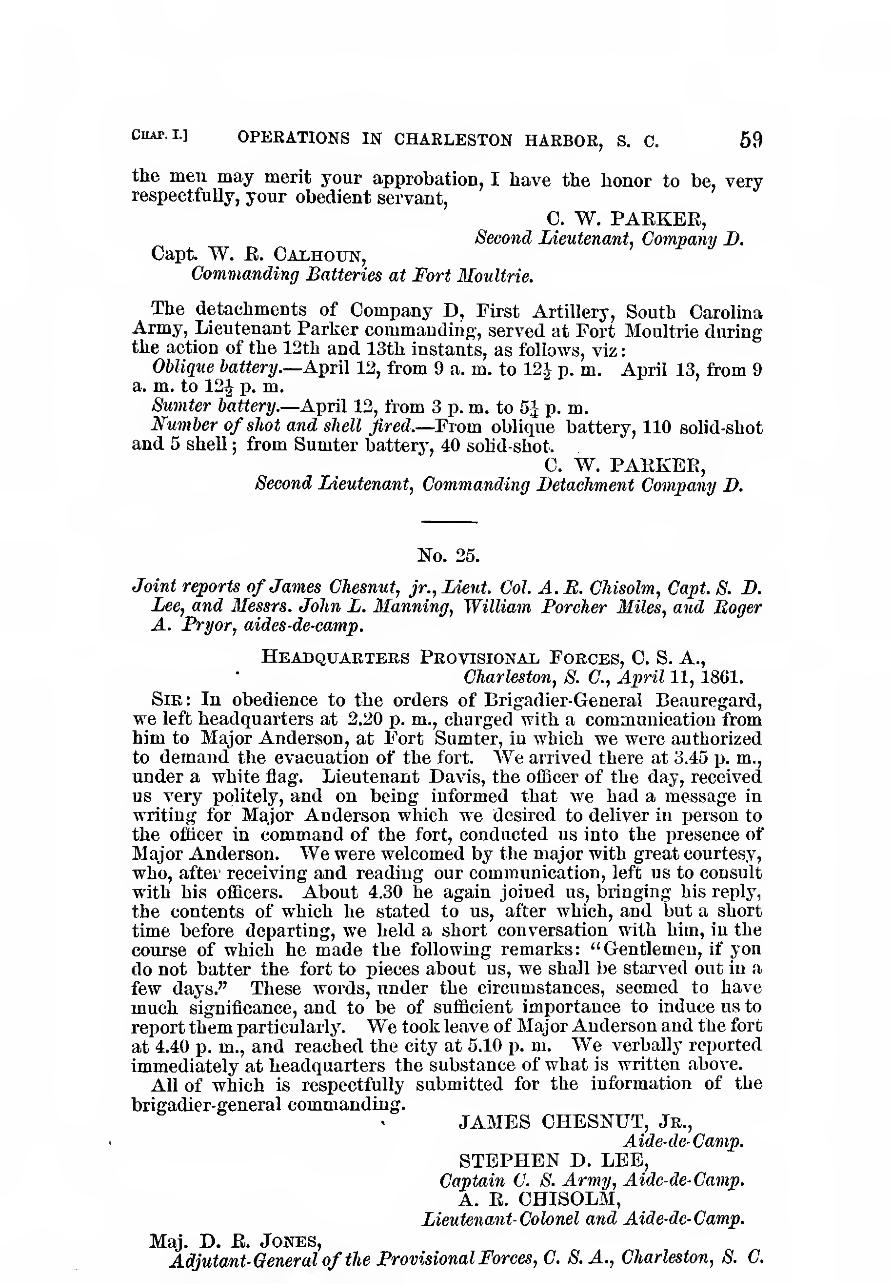 CHAP. I.] OPERATIONS IN CHARLESTON HARBOR, S. C. 59
the men may merit your approbation, I have the honor to be, very
respectfully, your obedient servant,
C. W. PARKER,
Second Lieutenant, Company D.
Capt. W. R. CALHOUN,
Commanding Batteries at Fort Moultrie.
The detachments of Company D, First Artillery, South Carolina
Army, Lieutenant Parker commanding, served at Fort Moultrie during
the action of the 12th and 13th instants, as follows, viz:
Oblique battery.—April 12, from 9 a. m. to 12½ p. m. April 13, from 9
a. m. to 12½ p. m.
Sumter battery.—April 12, from 3 p. m. to 5½ p. m.
Number of shot and shell fired.—From oblique battery, 110 solid-shot
and 5 shell; from Sumter battery, 40 solid-shot.
C. W. PARKER,
Second Lieutenant, Commanding Detachment Company D.
No. 25.
Joint reports of James Chesnut, jr., Lieut. Col. A. R. Chisolm, Capt. S. D.
Lee, and Messrs. John L. Manning, William Porcher Miles, and Roger
A. Pryor, aides-de-camp.
HEADQUARTERS PROVISIONAL FORCES, C. S. A.,
Charleston, S. C., April 11, 1861.
SIR: In obedience to the orders of Brigadier-General Beauregard,
we left headquarters at 2.20 p. m., charged with a communication from
him to Major Anderson, at Fort Sumter, in which we were authorized
to demand the evacuation of the fort. We arrived there at 3.45 p. m.,
under a white flag. Lieutenant Davis, the officer of the day, received
us very politely, and on being informed that we had a message in
writing for Major Anderson which we desired to deliver in person to
the officer in command of the fort, conducted us into the presence of
Major Anderson. We were welcomed by the major with great courtesy,
who, after receiving and reading our communication, left us to consult
with his officers. About 4.30 he again joined us, bringing his reply,
the contents of which he stated to us, after which, and but a short
time before departing, we held a short conversation with him, in the
course of which he made the following remarks: “Gentlemen, if you
do not batter the fort to pieces about us, we shall be starved out in a
few days.” These words, under the circumstances, seemed to have
much significance, and to be of sufficient importance to induce us to
report them particularly. We took leave of Major Anderson and the fort
at 4.40 p. m., and reached the city at 5.10 p. m. We verbally reported
immediately at headquarters the substance of what is written above.
All of which is respectfully submitted for the information of the
brigadier-general commanding.
JAMES CHESNUT, JR.,
Aide-de-Camp.
STEPHEN D. LEE,
Captain C. S. Army, Aide-de-Camp.
A. R. CHISOLM,
Lieutenant-Colonel and Aide-de-Camp.
Maj. D. R. JONES,
Adjutant-General of the Provisional Forces, C. S. A., Charleston, S. C.